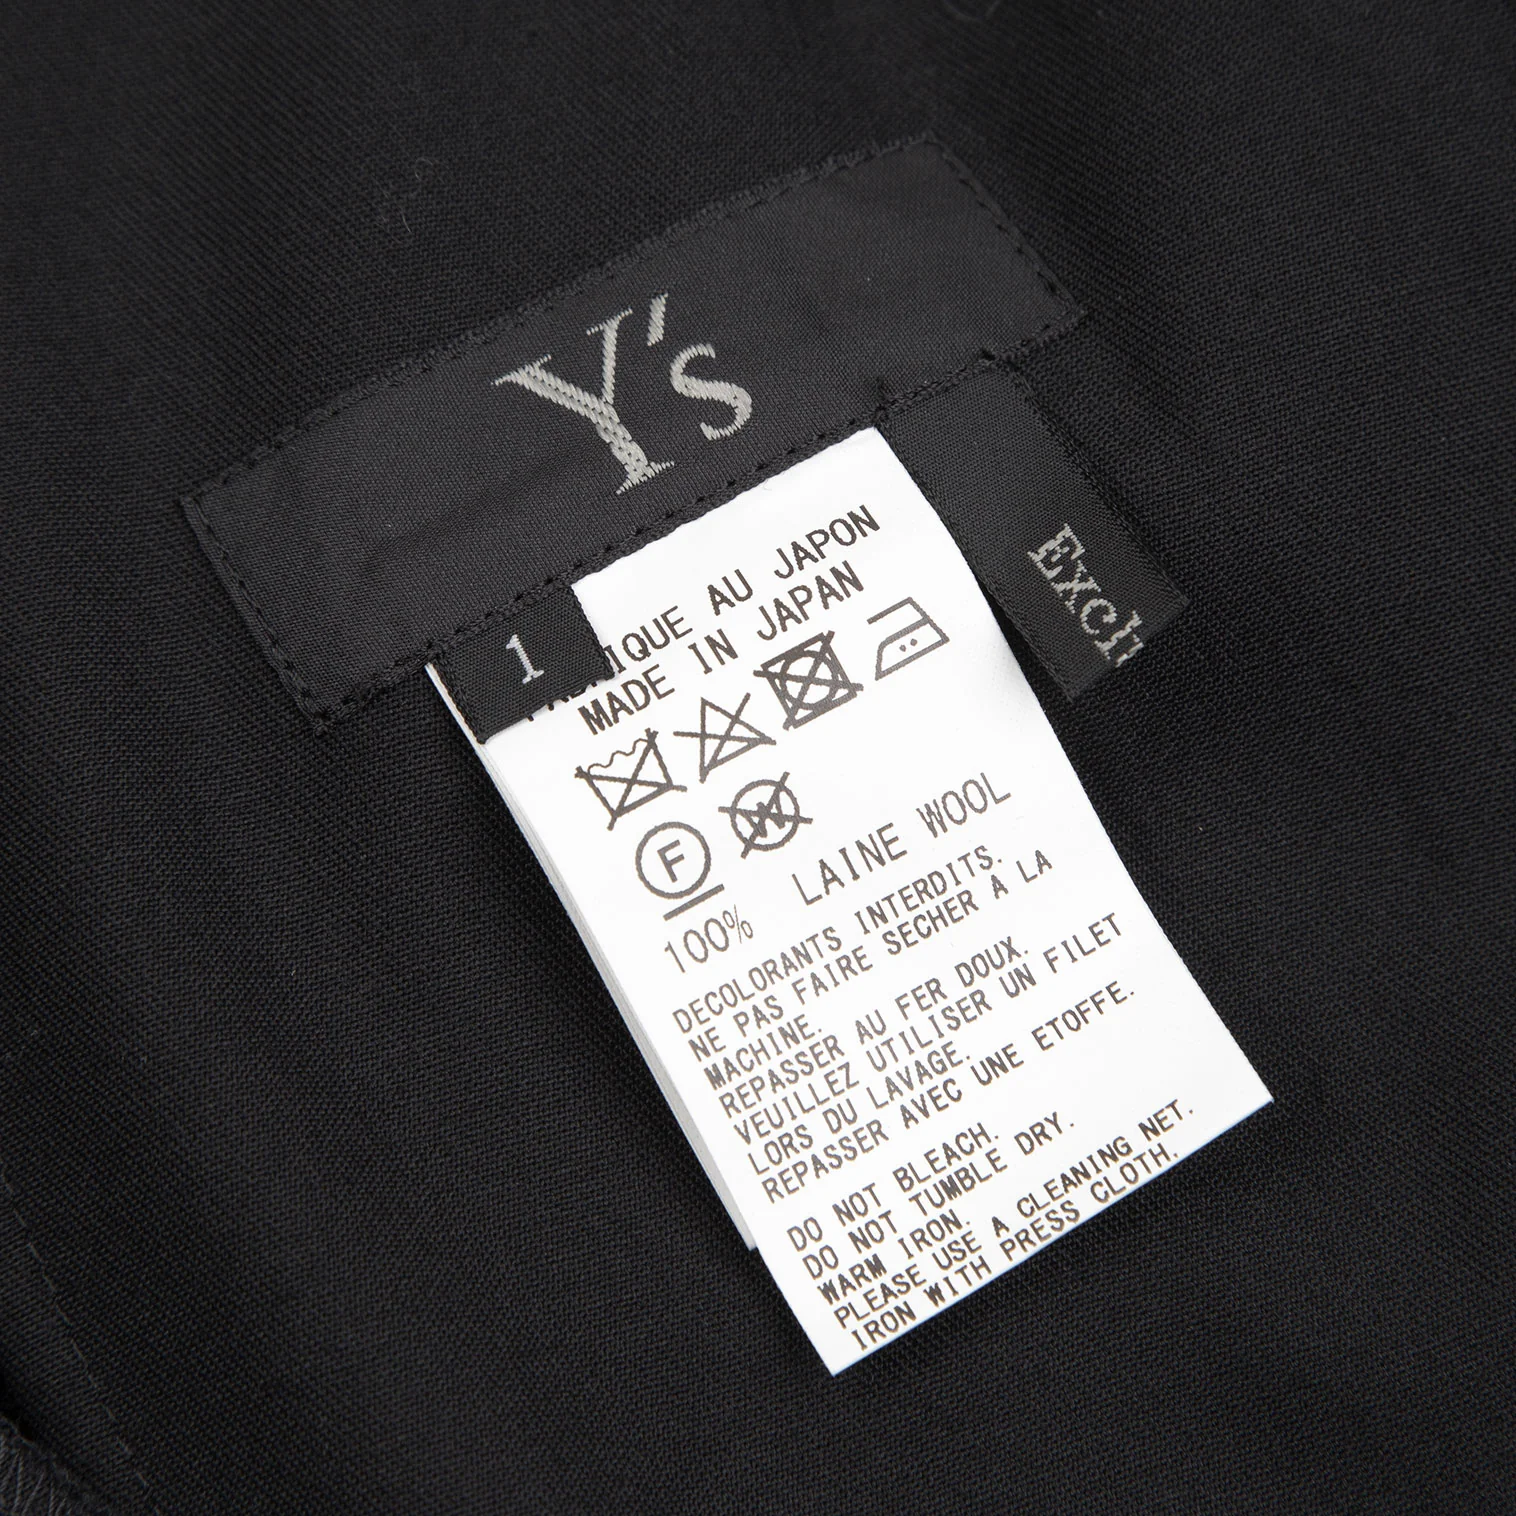 Y's
1
Excl
FABRIQUE AU JAPON
MADE IN JAPAN
F
W
100% LAINE WOOL
DECOLORANTS INTERDITS.
NE PAS FAIRE SECHER A LA
MACHINE.
REPASSER AU FER DOUX.
VEUILLEZ UTILISER UN FILET
LORS DU LAVAGE.
REPASSER AVEC UNE ETOFFE.
DO NOT BLEACH.
DO NOT TUMBLE DRY.
WARM IRON.
PLEASE USE A CLEANING NET.
IRON WITH PRESS CLOTH.